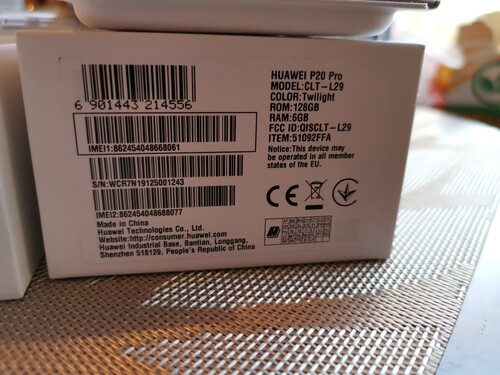 6 901443 214556
IMEI1:862454048668061
S/N:WCR7N19125001243
IMEI2:862454048688077
Made in China
Huawei Technologies Co., Ltd.
Website:http://consumer.huawei.com
Huawei Industrial Base, Bantian, Longgang,
Shenzhen 518129, People's Republic of China
HUAWEI P20 Pro
MODEL:CLT-L29
COLOR:Twilight
ROM:128GB
RAM:6GB
FCC ID:QISCLT-L29
ITEM:51092FFA
Notice:This device may
be operated in all member
states of the EU.
CE